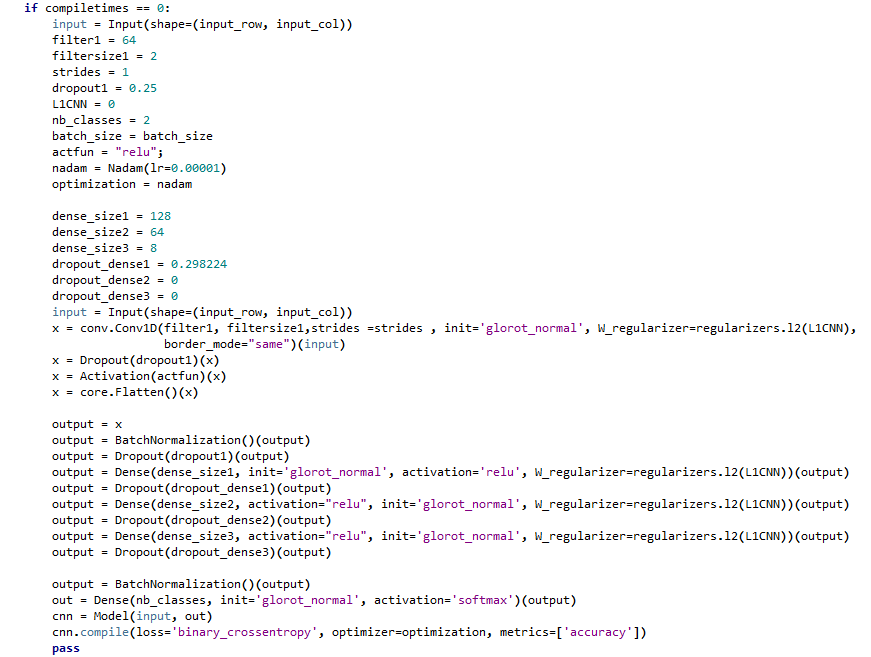 if compiletimes == 0:
    input = Input(shape=(input_row, input_col))
    filter1 = 64
    filtersize1 = 2
    strides = 1
    dropout1 = 0.25
    L1CNN = 0
    nb_classes = 2
    batch_size = batch_size
    actfun = "relu";
    nadam = Nadam(lr=0.00001)
    optimization = nadam

    dense_size1 = 128
    dense_size2 = 64
    dense_size3 = 8
    dropout_dense1 = 0.298224
    dropout_dense2 = 0
    dropout_dense3 = 0
    input = Input(shape=(input_row, input_col))
    x = conv.Conv1D(filter1, filtersize1,strides =strides , init='glorot_normal', W_regularizer=regularizers.l2(L1CNN),
                    border_mode="same")(input)
    x = Dropout(dropout1)(x)
    x = Activation(actfun)(x)
    x = core.Flatten()(x)

    output = x
    output = BatchNormalization()(output)
    output = Dropout(dropout1)(output)
    output = Dense(dense_size1, init='glorot_normal', activation='relu', W_regularizer=regularizers.l2(L1CNN))(output)
    output = Dropout(dropout_dense1)(output)
    output = Dense(dense_size2, activation="relu", init='glorot_normal', W_regularizer=regularizers.l2(L1CNN))(output)
    output = Dropout(dropout_dense2)(output)
    output = Dense(dense_size3, activation="relu", init='glorot_normal', W_regularizer=regularizers.l2(L1CNN))(output)
    output = Dropout(dropout_dense3)(output)

    output = BatchNormalization()(output)
    out = Dense(nb_classes, init='glorot_normal', activation='softmax')(output)
    cnn = Model(input, out)
    cnn.compile(loss='binary_crossentropy', optimizer=optimization, metrics=['accuracy'])
    pass